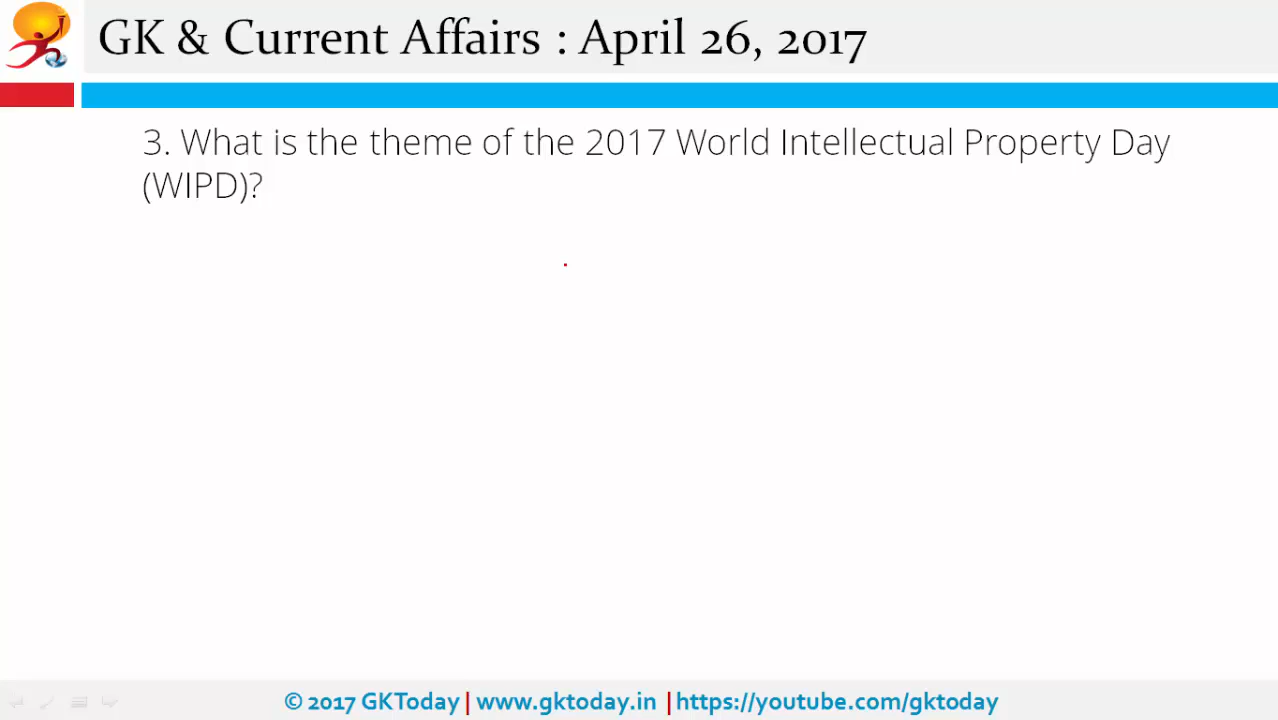 GK & Current Affairs : April 26, 2017
3. What is the theme of the 2017 World Intellectual Property Day
(WIPD)?
© 2017 GKToday | www.gktoday.in | https://youtube.com/gktoday